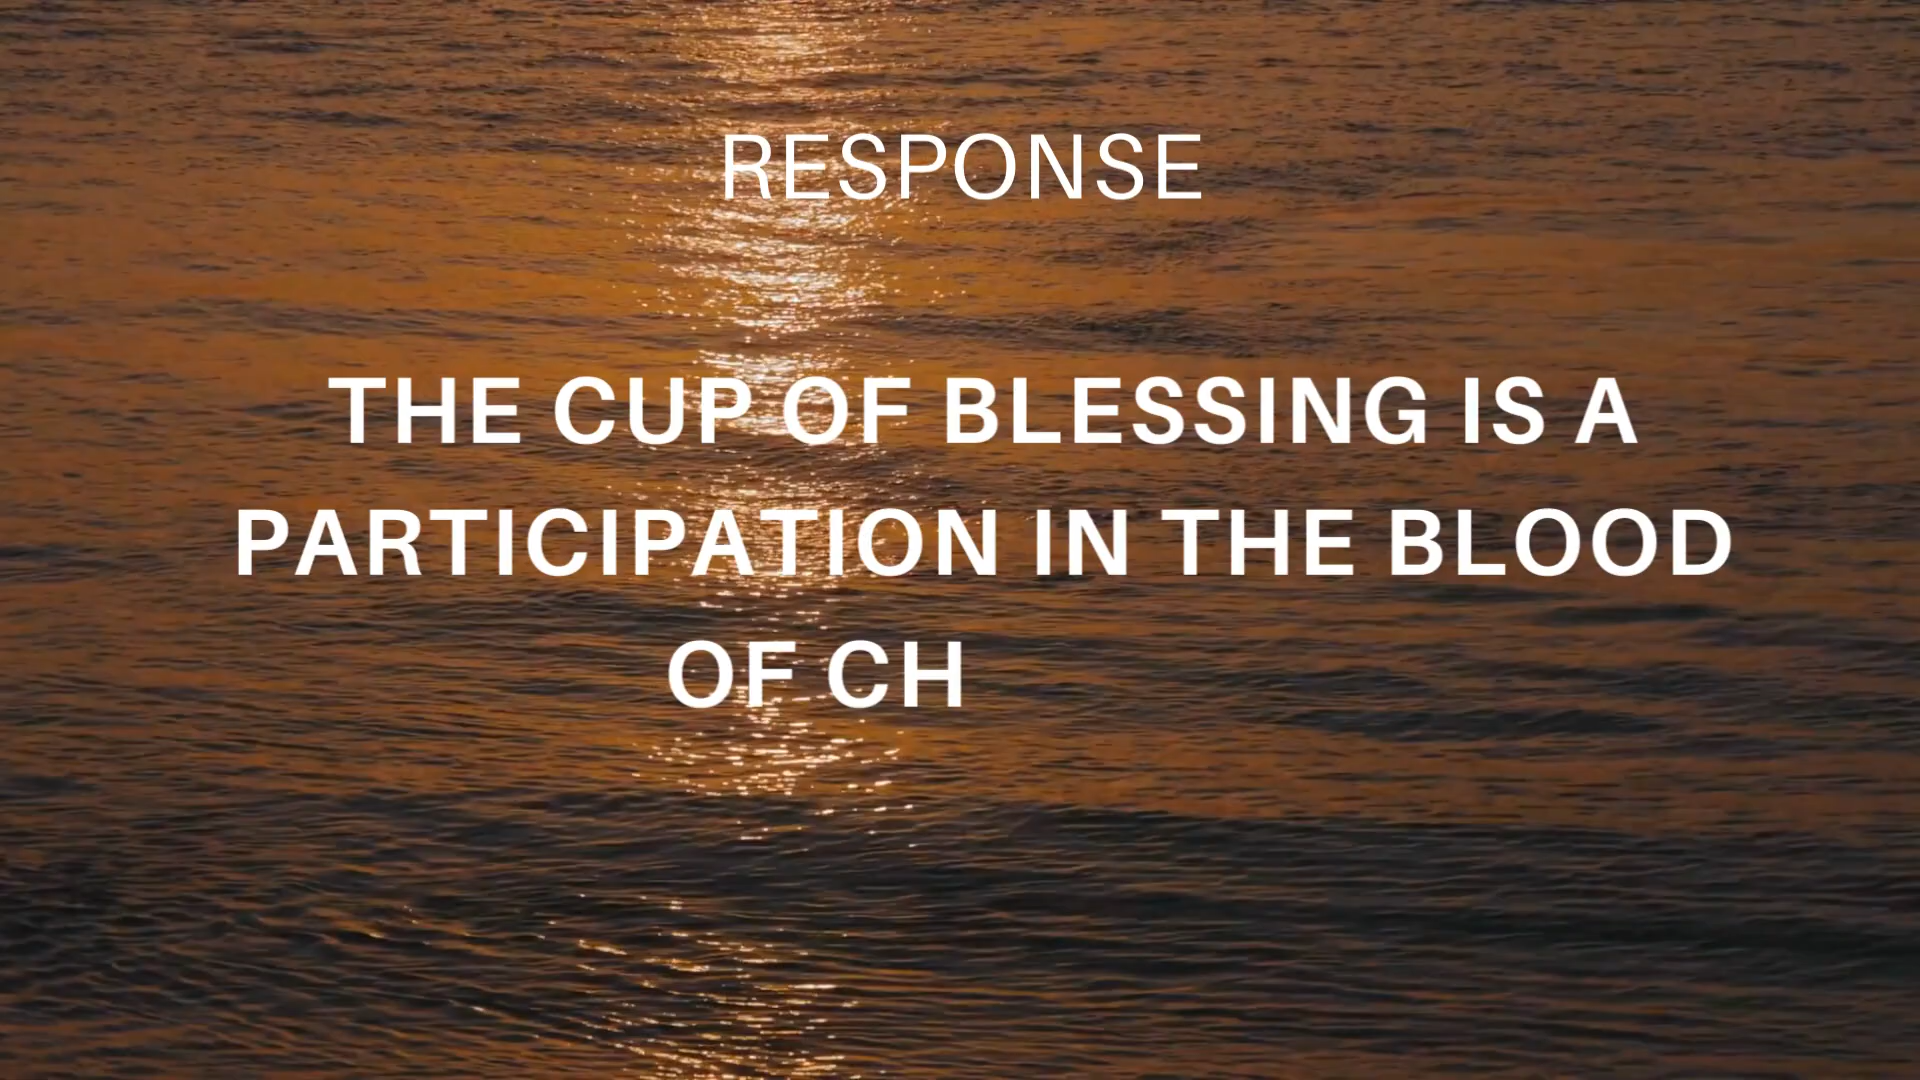 RESPONSE
THE CUP OF BLESSING IS A
PARTICIPATION IN THE BLOOD
OF CH